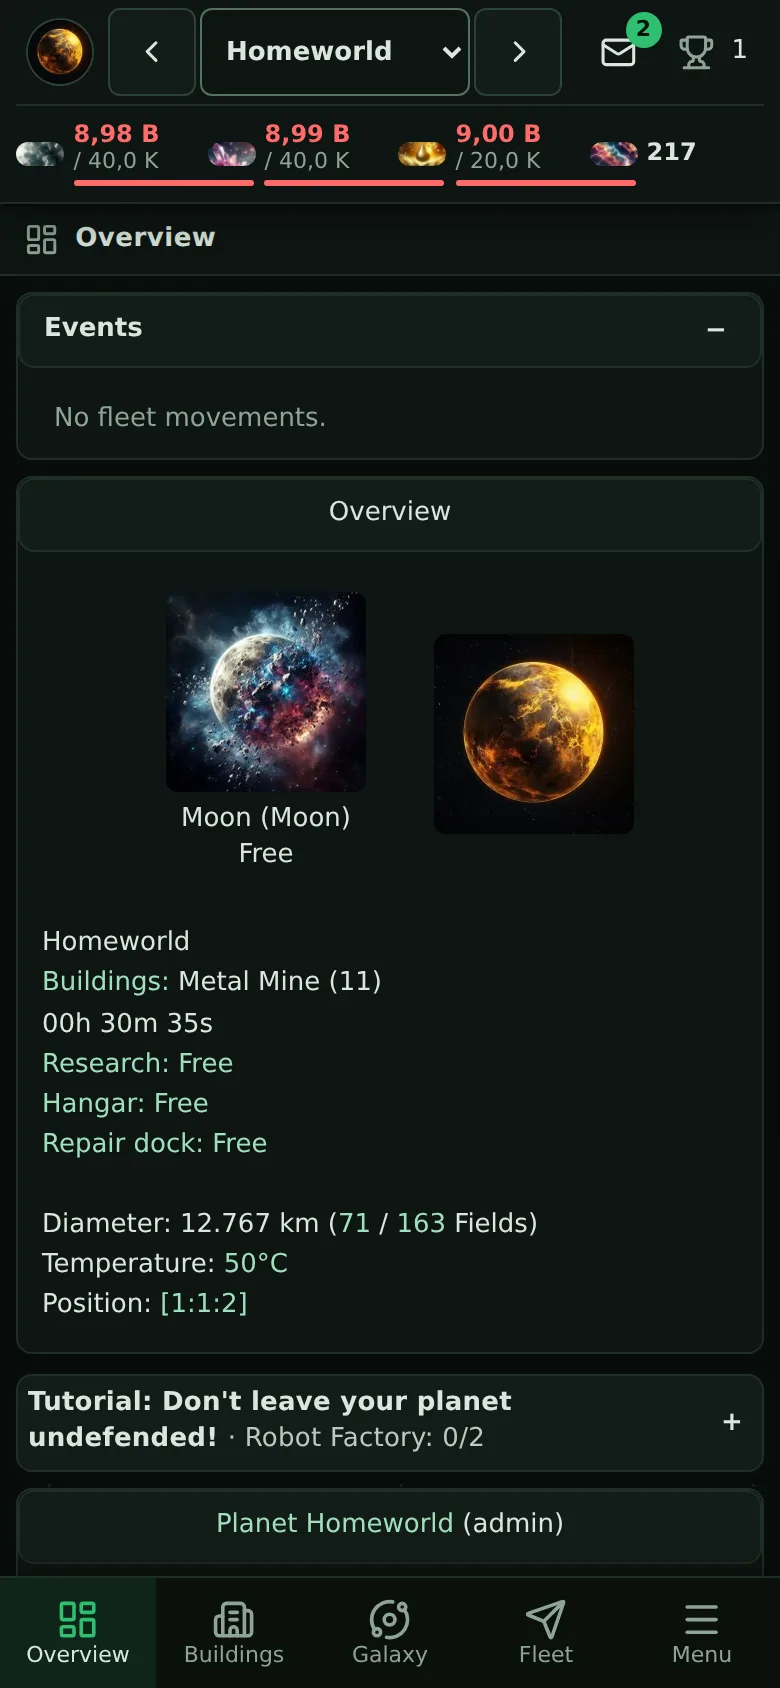 Homeworld
2
1
8,98 B
/ 40,0 K
8,99 B
/ 40,0 K
9,00 B
/ 20,0 K
217
Overview
Events
–
No fleet movements.
Overview
Moon (Moon)
Free
Homeworld
Buildings: Metal Mine (11)
00h 30m 35s
Research: Free
Hangar: Free
Repair dock: Free
Diameter: 12.767 km (71 / 163 Fields)
Temperature: 50°C
Position: [1:1:2]
Tutorial: Don't leave your planet
undefended! · Robot Factory: 0/2
+
Planet Homeworld (admin)
Overview
Buildings
Galaxy
Fleet
Menu